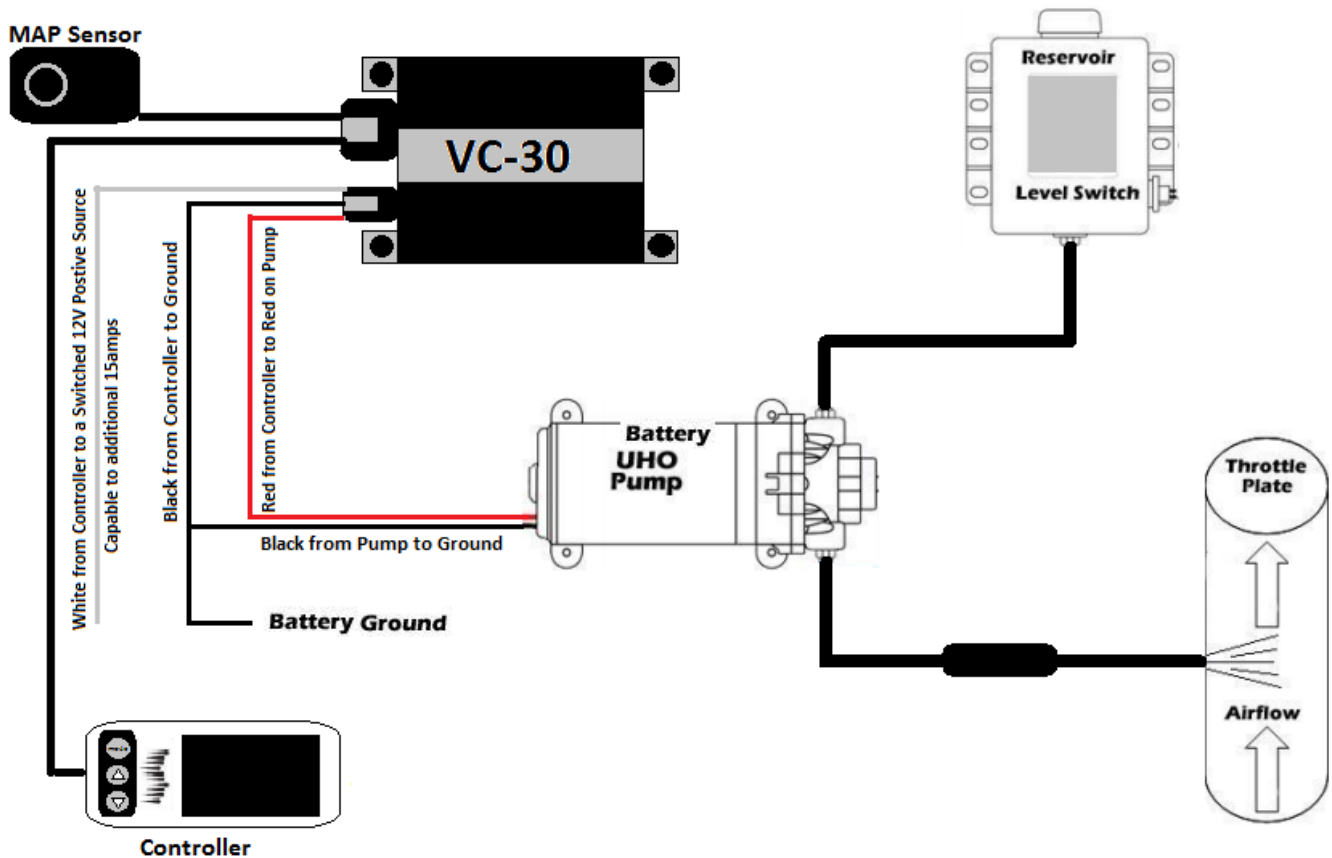 MAP Sensor
VC-30
Reservoir
Level Switch
White from Controller to a Switched 12V Postive Source
Capable to additional 15amps
Black from Controller to Ground
Red from Controller to Red on Pump
Battery
UHO
Pump
Black from Pump to Ground
Battery Ground
Throttle
Plate
Airflow
Controller